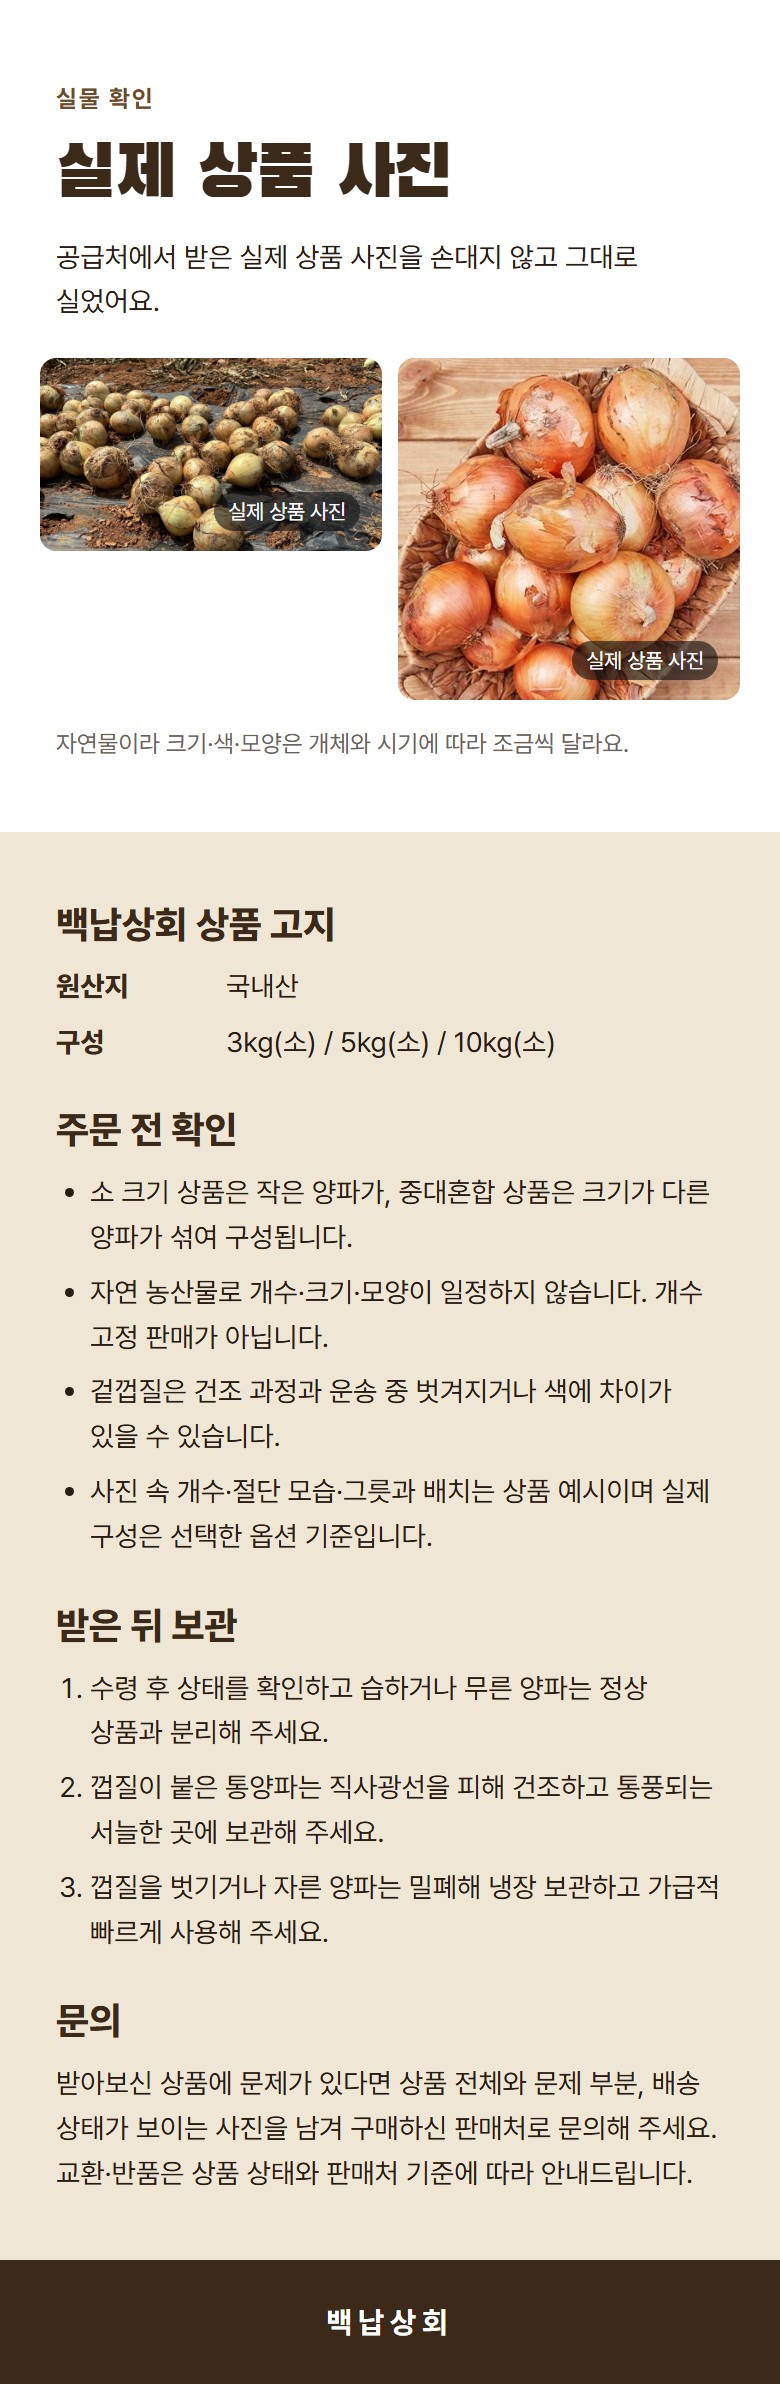 실물 확인
실제 상품 사진
공급처에서 받은 실제 상품 사진을 손대지 않고 그대로
실었어요.
실제 상품 사진
실제 상품 사진
자연물이라 크기·색·모양은 개체와 시기에 따라 조금씩 달라요.
백납상회 상품 고지
원산지 국내산
구성 3kg(소) / 5kg(소) / 10kg(소)
주문 전 확인
• 소 크기 상품은 작은 양파가, 중대혼합 상품은 크기가 다른
양파가 섞여 구성됩니다.
• 자연 농산물로 개수·크기·모양이 일정하지 않습니다. 개수
고정 판매가 아닙니다.
• 겉껍질은 건조 과정과 운송 중 벗겨지거나 색에 차이가
있을 수 있습니다.
• 사진 속 개수·절단 모습·그릇과 배치는 상품 예시이며 실제
구성은 선택한 옵션 기준입니다.
받은 뒤 보관
1. 수령 후 상태를 확인하고 습하거나 무른 양파는 정상
상품과 분리해 주세요.
2. 껍질이 붙은 통양파는 직사광선을 피해 건조하고 통풍되는
서늘한 곳에 보관해 주세요.
3. 껍질을 벗기거나 자른 양파는 밀폐해 냉장 보관하고 가급적
빠르게 사용해 주세요.
문의
받아보신 상품에 문제가 있다면 상품 전체와 문제 부분, 배송
상태가 보이는 사진을 남겨 구매하신 판매처로 문의해 주세요.
교환·반품은 상품 상태와 판매처 기준에 따라 안내드립니다.
백납상회